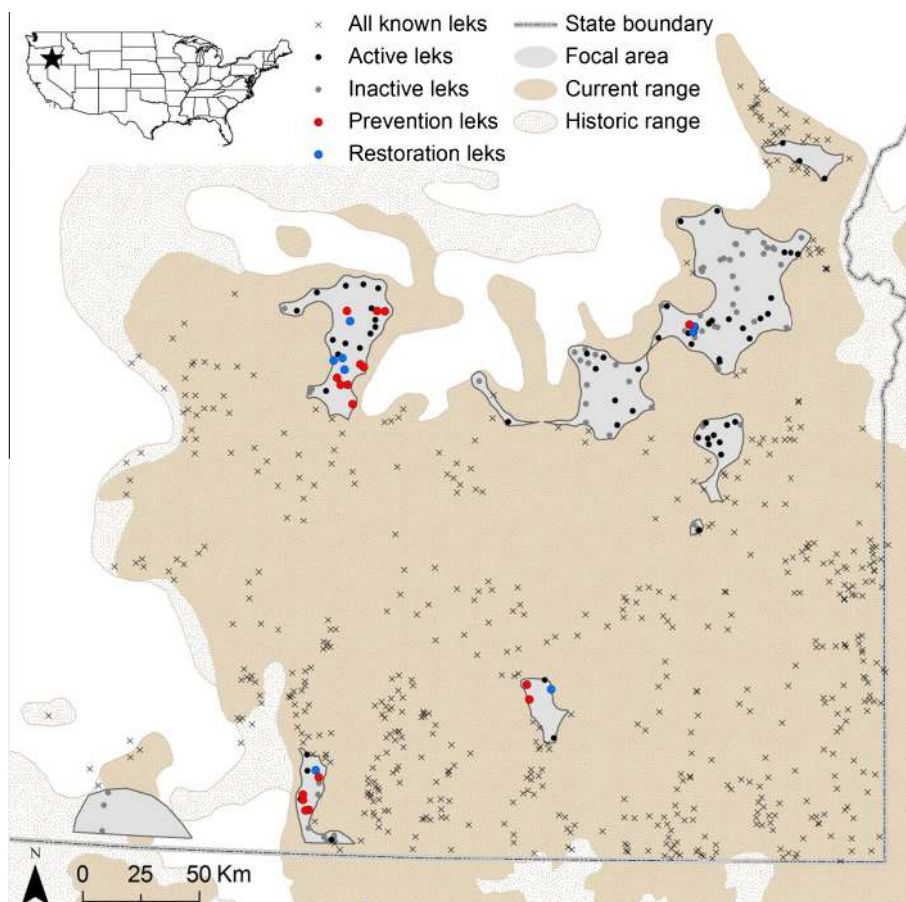 All known leks
Active leks
Inactive leks
Prevention leks
Restoration leks
State boundary
Focal area
Current range
Historic range
N
0 25 50 Km